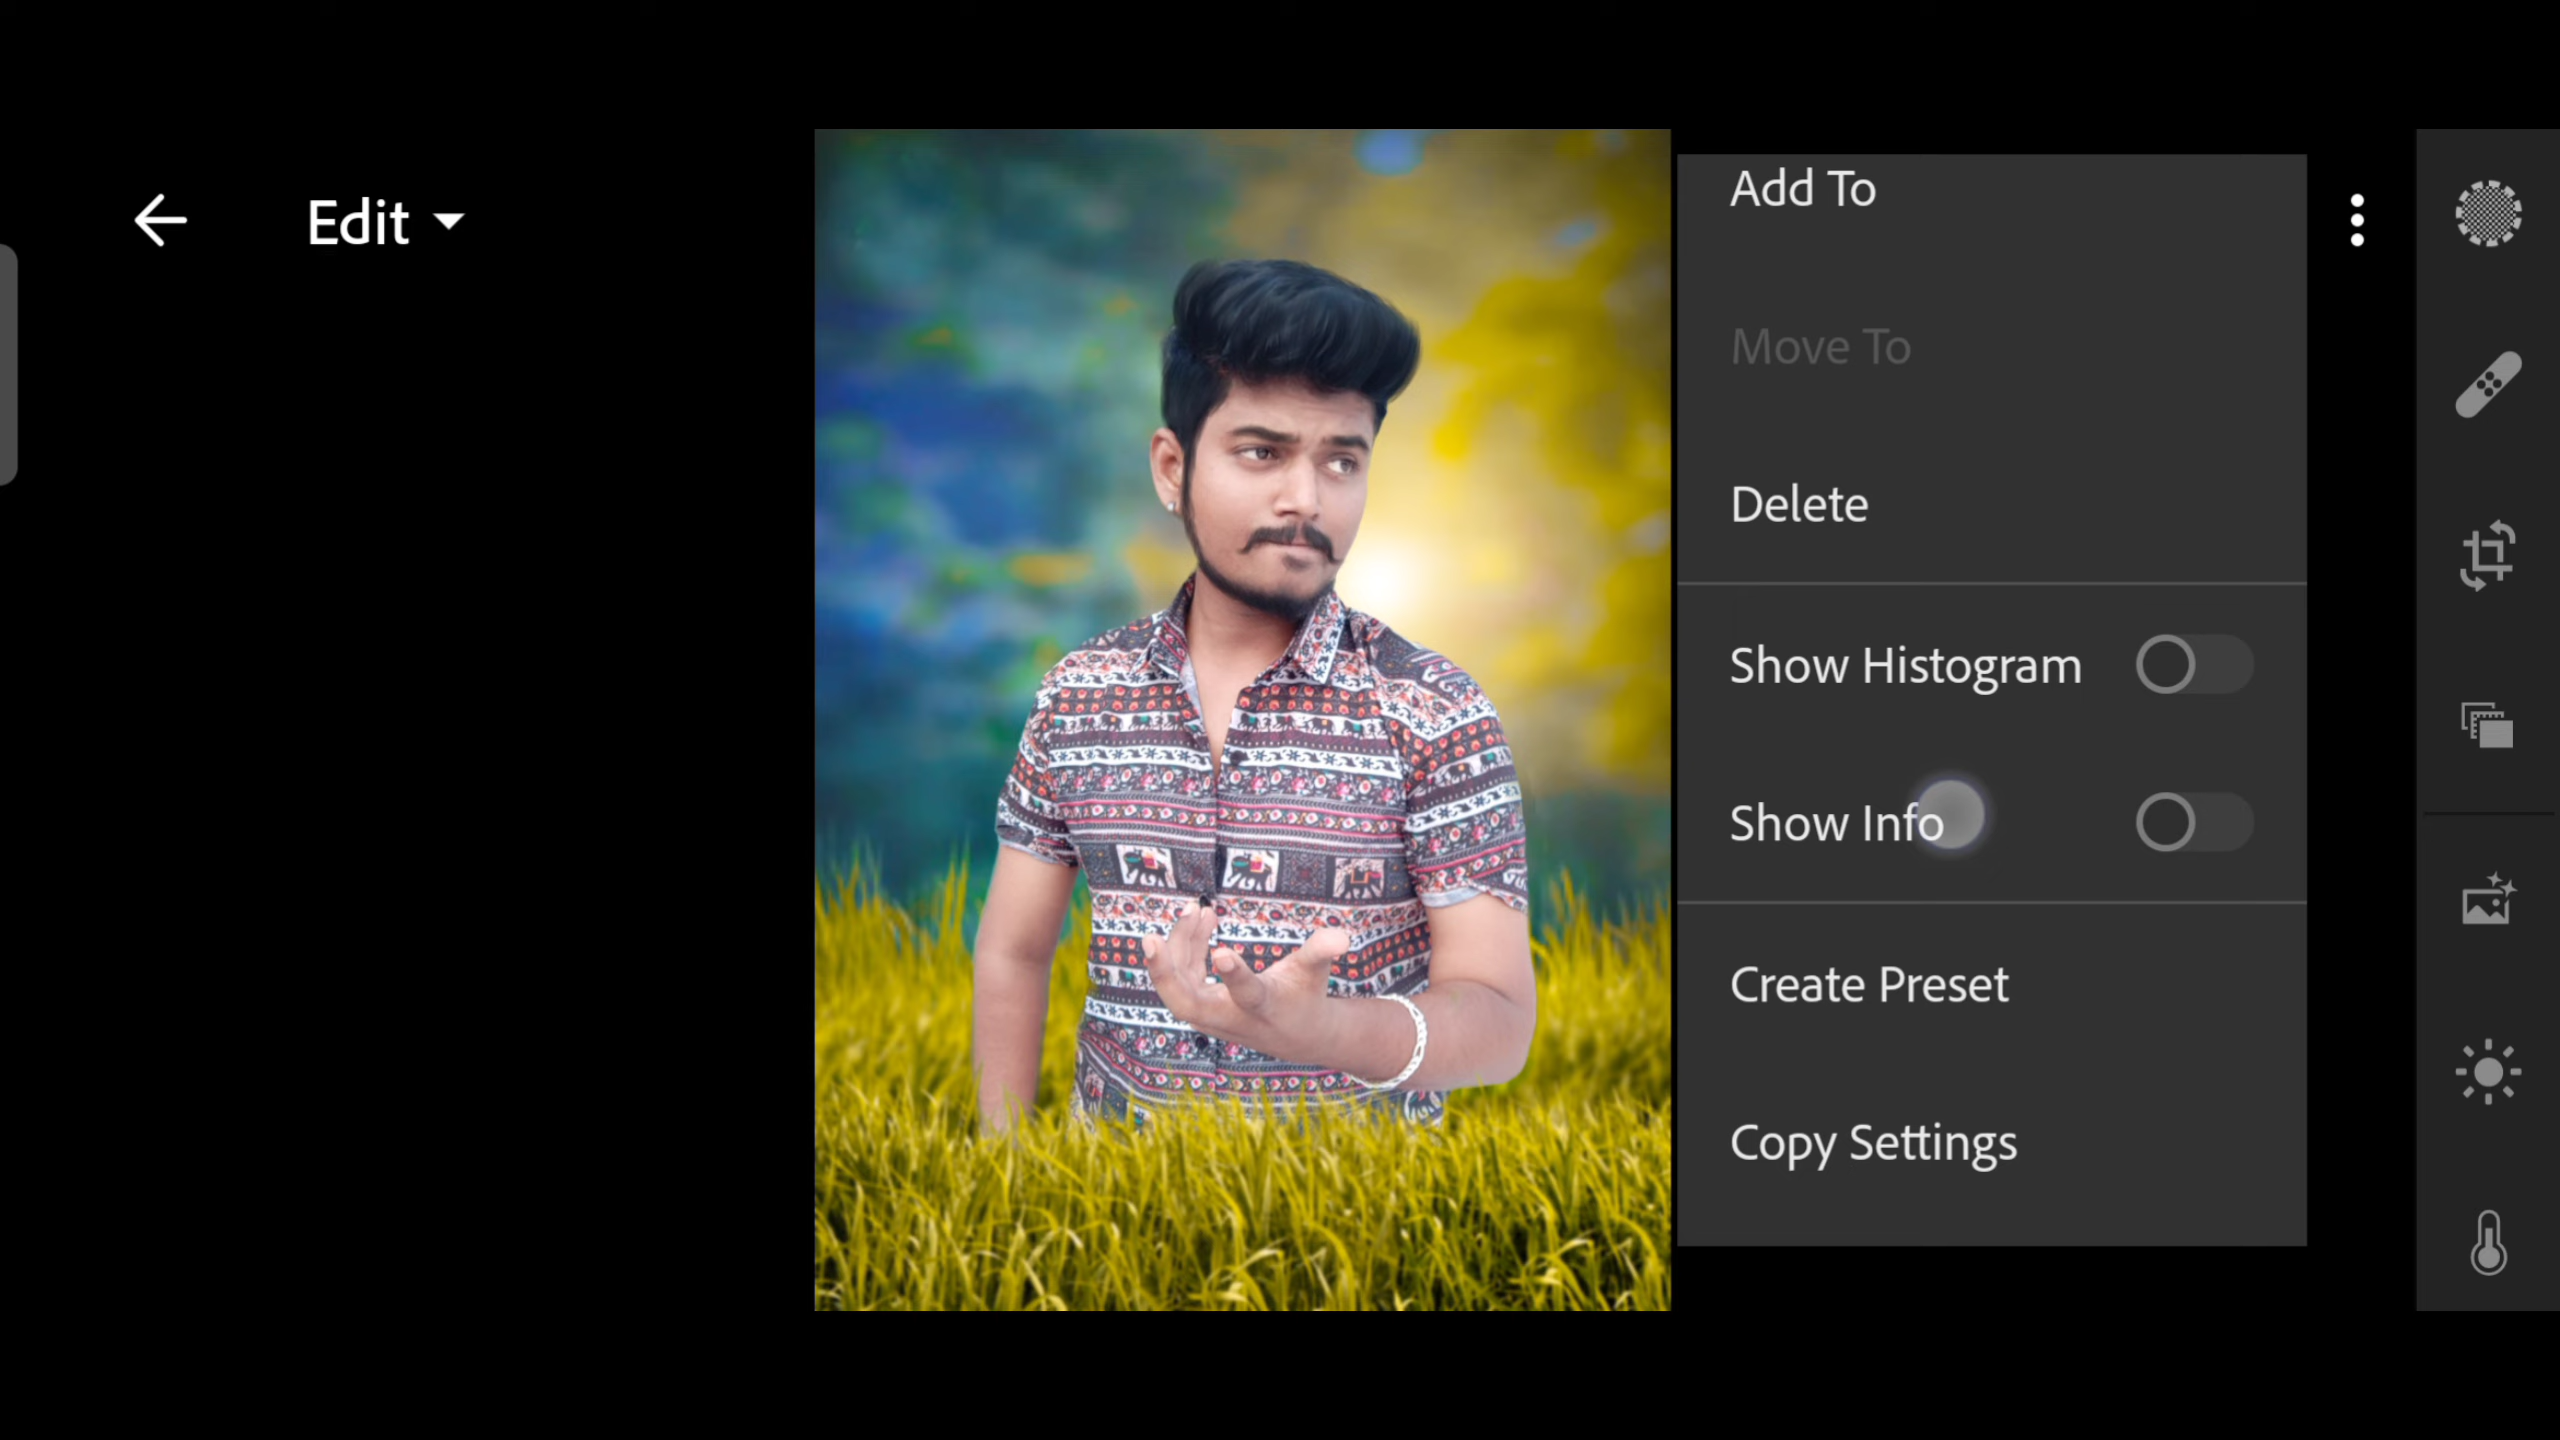 Edit
Add To
Move To
Delete
Show Histogram
Show Info
Create Preset
Copy Settings